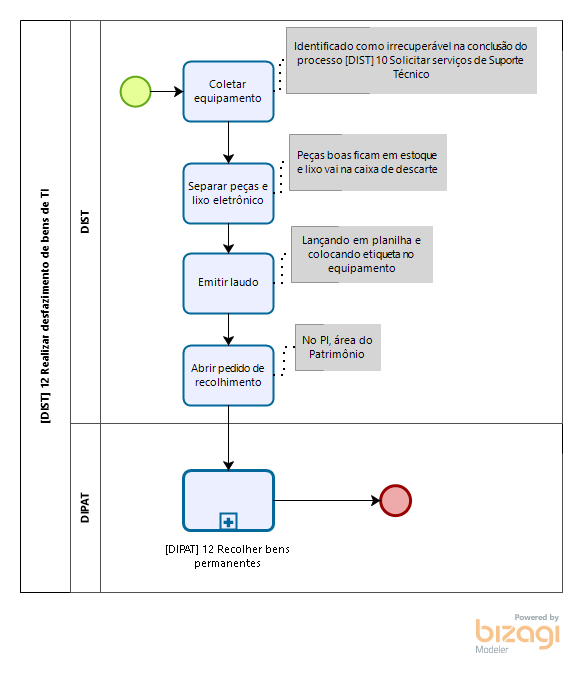 [DIST] 12 Realizar desfazimento de bens de TI
DIST
Coletar
equipamento
Identificado como irrecuperável na conclusão do
processo [DIST] 10 Solicitar serviços de Suporte
Técnico
Separar peças e
lixo eletrônico
Peças boas ficam em estoque
e lixo vai na caixa de descarte
Emitir laudo
Lançando em planilha e
colocando etiqueta no
equipamento
Abrir pedido de
recolhimento
No PI, área do
Patrimônio
DIPAT
[DIPAT] 12 Recolher bens
permanentes
Powered by
bizagi
Modeler